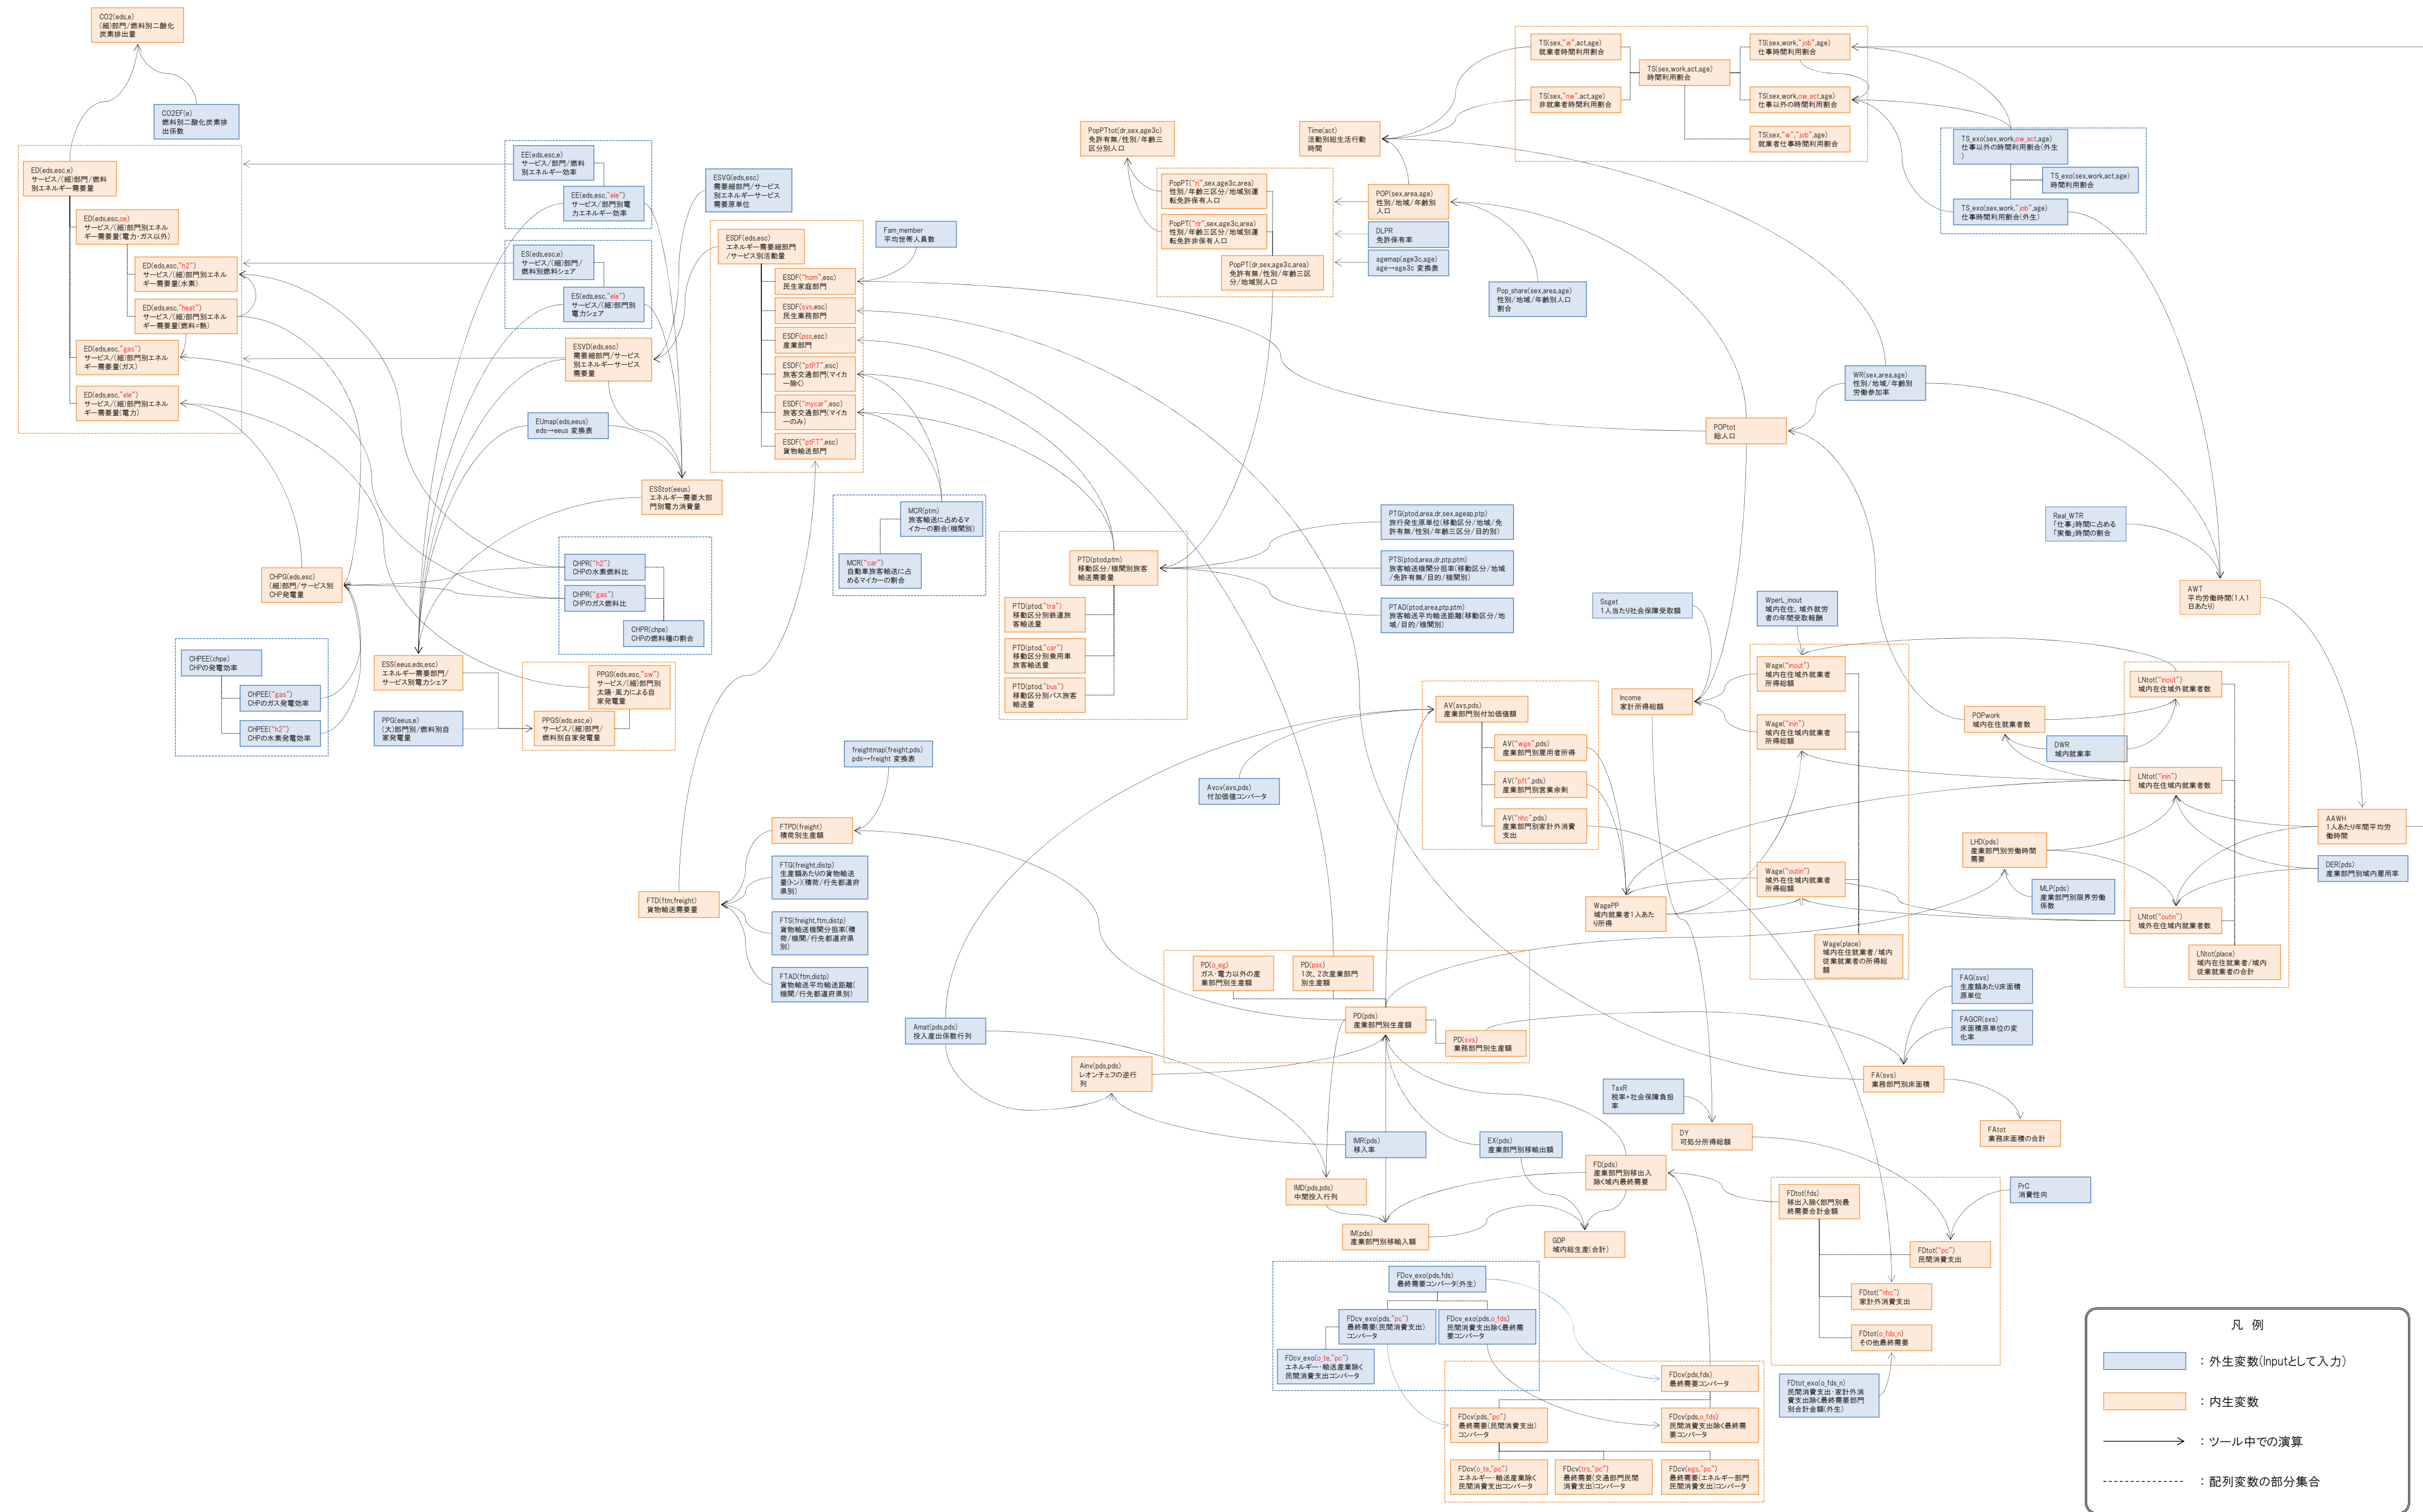 CO2(eds,e)
(細)部門/燃料別二酸化
炭素排出量
CO2EF(e)
燃料別二酸化炭素排
出係数
ED(eds,esc,e)
サービス/(細)部門/燃料
別エネルギー需要量
ED(eds,esc,oe)
サービス/(細)部門別エネル
ギー需要量(電力・ガス以外)
ED(eds,esc,"h2")
サービス/(細)部門別エネル
ギー需要量(水素)
ED(eds,esc,"heat")
サービス/(細)部門別エネル
ギー需要量(燃料=熱)
ED(eds,esc,"gas")
サービス/(細)部門別エネル
ギー需要量(ガス)
ED(eds,esc,"ele")
サービス/(細)部門別エネル
ギー需要量(電力)
EE(eds,esc,e)
サービス/部門/燃料
別エネルギー効率
EE(eds,esc,"ele")
サービス/部門別電
力エネルギー効率
ES(eds,esc,e)
サービス/(細)部門/
燃料別燃料シェア
ES(eds,esc,"ele")
サービス/(細)部門別
電力シェア
ESVG(eds,esc)
需要細部門/サービス
別エネルギーサービス
需要原単位
ESVD(eds,esc)
需要細部門/サービス
別エネルギーサービス
需要量
EUmap(eds,eeus)
eds→eeus 変換表
ESStot(eeus)
エネルギー需要大部
門別電力消費量
ESDF(eds,esc)
エネルギー需要細部門
/サービス別活動量
ESDF("hom",esc)
民生家庭部門
ESDF(svs,esc)
民生業務部門
ESDF(pss,esc)
産業部門
ESDF("ptPT",esc)
旅客交通部門(マイカ
ー除く)
ESDF("mycar",esc)
旅客交通部門(マイカ
ーのみ)
ESDF("ptFT",esc)
貨物輸送部門
Fam_member
平均世帯人員数
CHPG(eds,esc)
(細)部門/サービス別
CHP発電量
CHPR("h2")
CHPの水素燃料比
CHPR("gas")
CHPのガス燃料比
CHPR(chpe)
CHPの燃料種の割合
CHPEE(chpe)
CHPの発電効率
CHPEE("gas")
CHPのガス発電効率
CHPEE("h2")
CHPの水素発電効率
ESS(eeus,eds,esc)
エネルギー需要部門/
サービス別電力シェア
PPG(eeus,e)
(大)部門別/燃料別自
家発電量
PPGS(eds,esc,"sw")
サービス/(細)部門別
太陽・風力による自
家発電量
PPGS(eds,esc,e)
サービス/(細)部門/
燃料別自家発電量
MCR(ptm)
旅客輸送に占めるマ
イカーの割合(機関別)
MCR("car")
自動車旅客輸送に占
めるマイカーの割合
PopPTtot(dr,sex,age3c)
免許有無/性別/年齢三
区分別人口
PopPT("ri",sex,age3c,area)
性別/年齢三区分/地域別運
転免許保有人口
PopPT("nr",sex,age3c,area)
性別/年齢三区分/地域別運
転免許非保有人口
PopPT(dr,sex,age3c,area)
免許有無/性別/年齢三区
分/地域別人口
Time(act)
活動別総生活行動
時間
POP(sex,area,age)
性別/地域/年齢別
人口
DLPR
免許保有率
agemap(age3c,age)
age→age3c 変換表
Pop_share(sex,area,age)
性別/地域/年齢別人口
割合
TS(sex,"w",act,age)
就業者時間利用割合
TS(sex,"nw",act,age)
非就業者時間利用割合
TS(sex,work,act,age)
時間利用割合
TS(sex,work,"job",age)
仕事時間利用割合
TS(sex,work,ow_act,age)
仕事以外の時間利用割合
TS(sex,"w","job",age)
就業者仕事時間利用割合
TS_exo(sex,work,ow_act,age)
仕事以外の時間利用割合(外生
)
TS_exo(sex,work,act,age)
時間利用割合
TS_exo(sex,work,"job",age)
仕事時間利用割合(外生)
WR(sex,area,age)
性別/地域/年齢別
労働参加率
POPtot
総人口
Real_WTR
「仕事」時間に占める
「実働」時間の割合
AWT
平均労働時間(1人1
日あたり)
PTD(ptod,ptm)
移動区分/機関別旅客
輸送需要量
PTD(ptod,"tra")
移動区分別鉄道旅
客輸送量
PTD(ptod,"car")
移動区分別乗用車
旅客輸送量
PTD(ptod,"bus")
移動区分別バス旅客
輸送量
PTG(ptod,area,dr,sex,ageap,ptp)
旅行発生原単位(移動区分/地域/免
許有無/性別/年齢三区分/目的別)
PTS(ptod,area,dr,ptp,ptm)
旅客輸送機関分担率(移動区分/地域
/免許有無/目的/機関別)
PTAD(ptod,area,ptp,ptm)
旅客輸送平均輸送距離(移動区分/地
域/目的/機関別)
Ssget
1人当たり社会保障受取額
WperL_inout
域内在住、域外就労
者の年間受取報酬
Income
家計所得総額
Wage("inout")
域内在住域外就業者
所得総額
Wage("inin")
域内在住域内就業者
所得総額
Wage("outin")
域外在住域内就業者
所得総額
Wage(place)
域内在住就業者/域内
従業就業者の所得総
額
POPwork
域内在住就業者数
DWR
域内就業率
LNtot("inout")
域内在住域外就業者数
LNtot("inin")
域内在住域内就業者数
LNtot("outin")
域外在住域内就業者数
LNtot(place)
域内在住就業者/域内
従業就業者の合計
LHD(pds)
産業部門別労働時間
需要
MLP(pds)
産業部門別限界労働
係数
AAWH
1人あたり年間平均労
働時間
DER(pds)
産業部門別域内雇用率
AV(avs,pds)
産業部門別付加価値額
AV("wge",pds)
産業部門別雇用者所得
AV("pft",pds)
産業部門別営業余剰
AV("nhc",pds)
産業部門別家計外消費
支出
Avcv(avs,pds)
付加価値コンバータ
WagePP
域内就業者1人あた
り所得
freightmap(freight,pds)
pds→freight 変換表
FTPD(freight)
積荷別生産額
FTG(freight,distp)
生産額あたりの貨物輸送
量(トン)(積荷/行先都道府
県別)
FTS(freight,ftm,distp)
貨物輸送機関分担率(積
荷/機関/行先都道府県
別)
FTAD(ftm,distp)
貨物輸送平均輸送距離(
機関/行先都道府県別)
FTD(ftm,freight)
貨物輸送需要量
PD(o_eg)
ガス・電力以外の産
業部門別生産額
PD(pss)
1次、2次産業部門
別生産額
PD(pds)
産業部門別生産額
PD(svs)
業務部門別生産額
Amat(pds,pds)
投入産出係数行列
Ainv(pds,pds)
レオンチェフの逆行
列
FAG(svs)
生産額あたり床面積
原単位
FAGCR(svs)
床面積原単位の変
化率
FA(svs)
業務部門別床面積
FAtot
業務床面積の合計
TaxR
税率+社会保障負担
率
DY
可処分所得総額
IMR(pds)
移入率
EX(pds)
産業部門別移輸出額
FD(pds)
産業部門別移出入
除く域内最終需要
IMD(pds,pds)
中間投入行列
IM(pds)
産業部門別移輸入額
GDP
域内総生産(合計)
FDtot(fds)
移出入除く部門別最
終需要合計金額
PrC
消費性向
FDtot("pc")
民間消費支出
FDtot("nhc")
家計外消費支出
FDtot(o_fds_n)
その他最終需要
FDtot_exo(o_fds_n)
民間消費支出・家計外消
費支出除く最終需要部門
別合計金額(外生)
FDcv_exo(pds,fds)
最終需要コンバータ(外生)
FDcv_exo(pds,"pc")
最終需要(民間消費支出)
コンバータ
FDcv_exo(pds,o_fds)
民間消費支出除く最終需
要コンバータ
FDcv_exo(o_te,"pc")
エネルギー・輸送産業除く
民間消費支出コンバータ
FDcv(pds,fds)
最終需要コンバータ
FDcv(pds,"pc")
最終需要(民間消費支出)
コンバータ
FDcv(pds,o_fds)
民間消費支出除く最終需
要コンバータ
FDcv(o_te,"pc")
エネルギー・輸送産業除く
民間消費支出コンバータ
FDcv(trs,"pc")
最終需要(交通部門民間
消費支出)コンバータ
FDcv(egs,"pc")
最終需要(エネルギー部門
民間消費支出)コンバータ
凡 例
：外生変数(Inputとして入力)
：内生変数
：ツール中での演算
：配列変数の部分集合